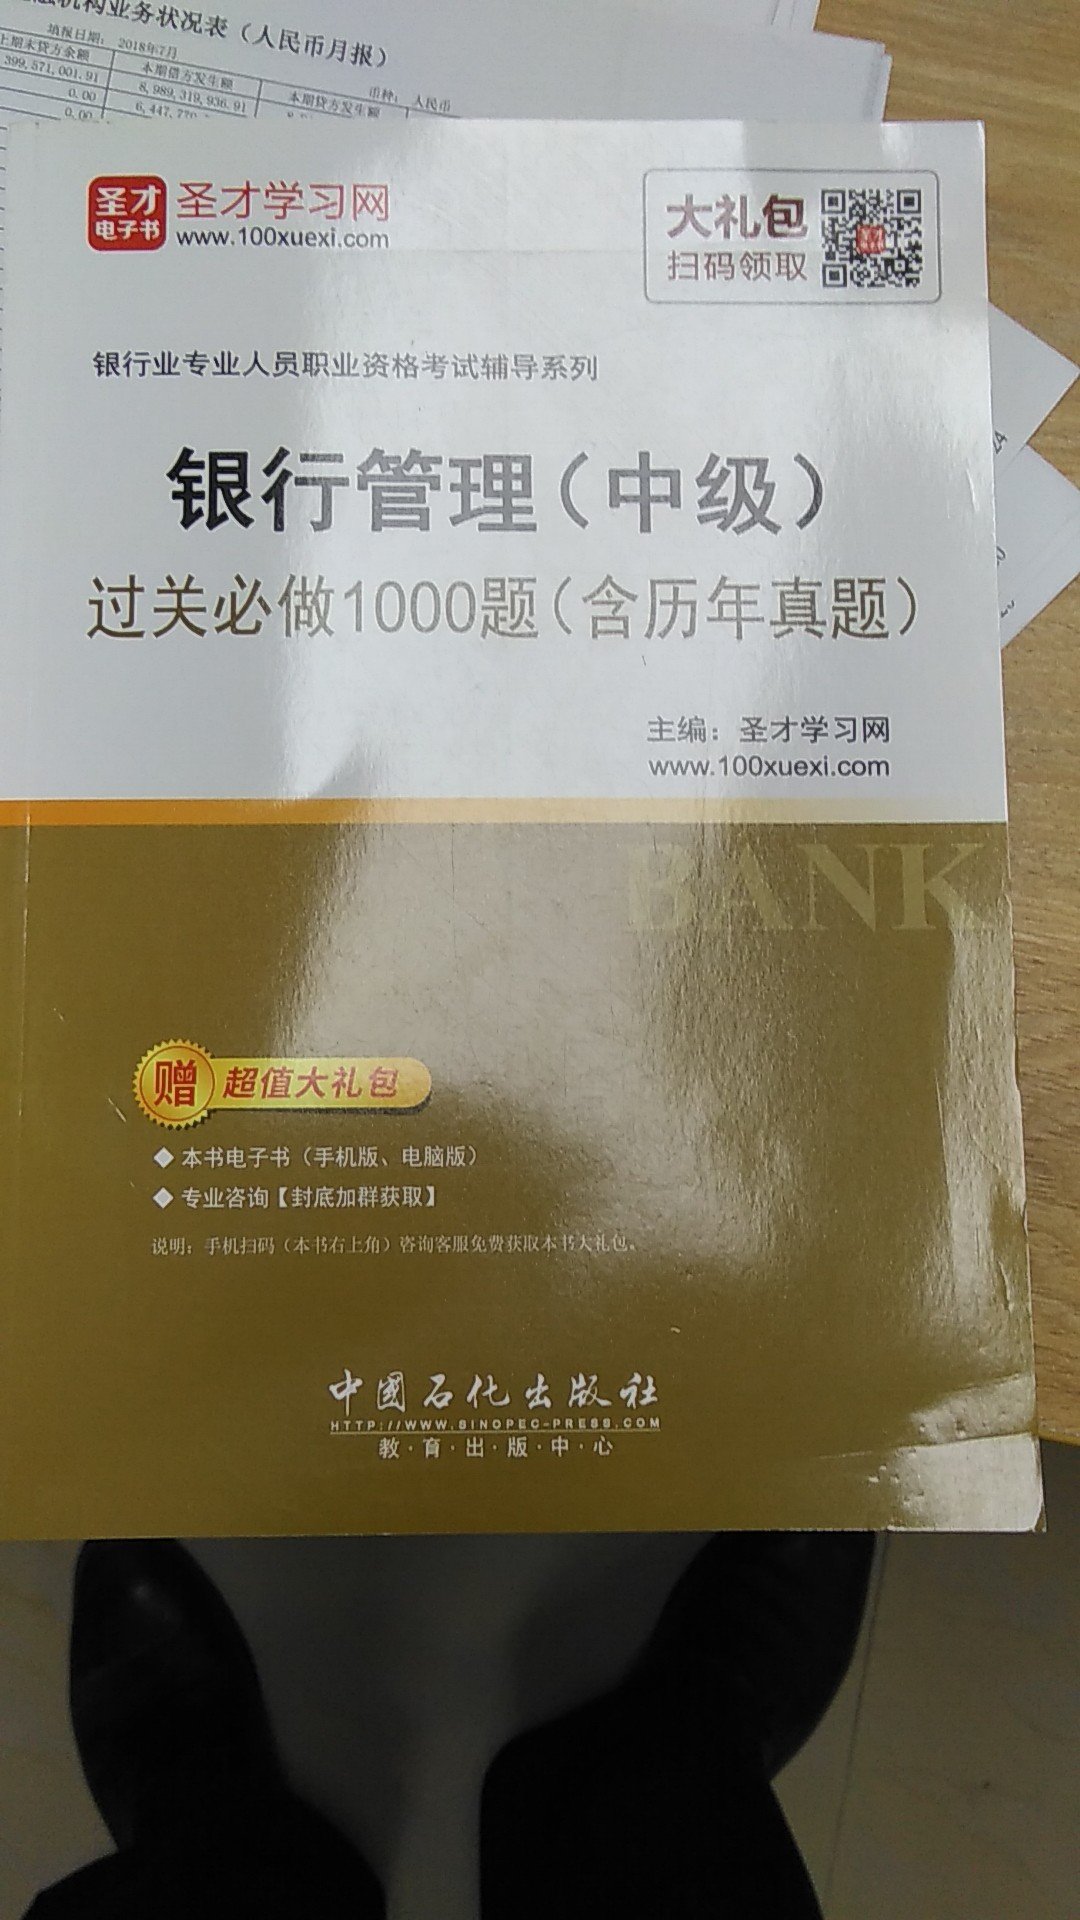 机构业务状况表（人民币月报）
填报日期： 2018年7月
币种： 人民币
上期末贷方余额 本期借方发生额 本期贷方发生额
399,571,001.91 8,989,319,936.91
0.00 6,447,770
0.00
圣才电子书
圣才学习网
www.100xuexi.com
大礼包
扫码领取
银行业专业人员职业资格考试辅导系列
银行管理（中级）
过关必做1000题（含历年真题）
主编：圣才学习网
www.100xuexi.com
BANK
赠 超值大礼包
◆ 本书电子书（手机版、电脑版）
◆ 专业咨询【封底加群获取】
说明：手机扫码（本书右上角）咨询客服免费获取本书大礼包。
中国石化出版社
HTTP://WWW.SINOPEC-PRESS.COM
教·育·出·版·中·心